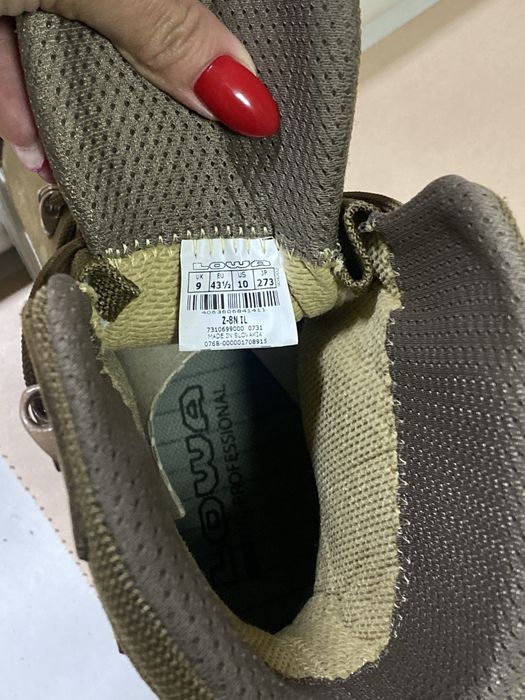 LOWA
UK EU US JP
9 43½ 10 273
4063606841411
Z-8N IL
7310699000 0731
MADE IN SLOVAKIA
0768-000001708915
LOWA
PROFESSIONAL